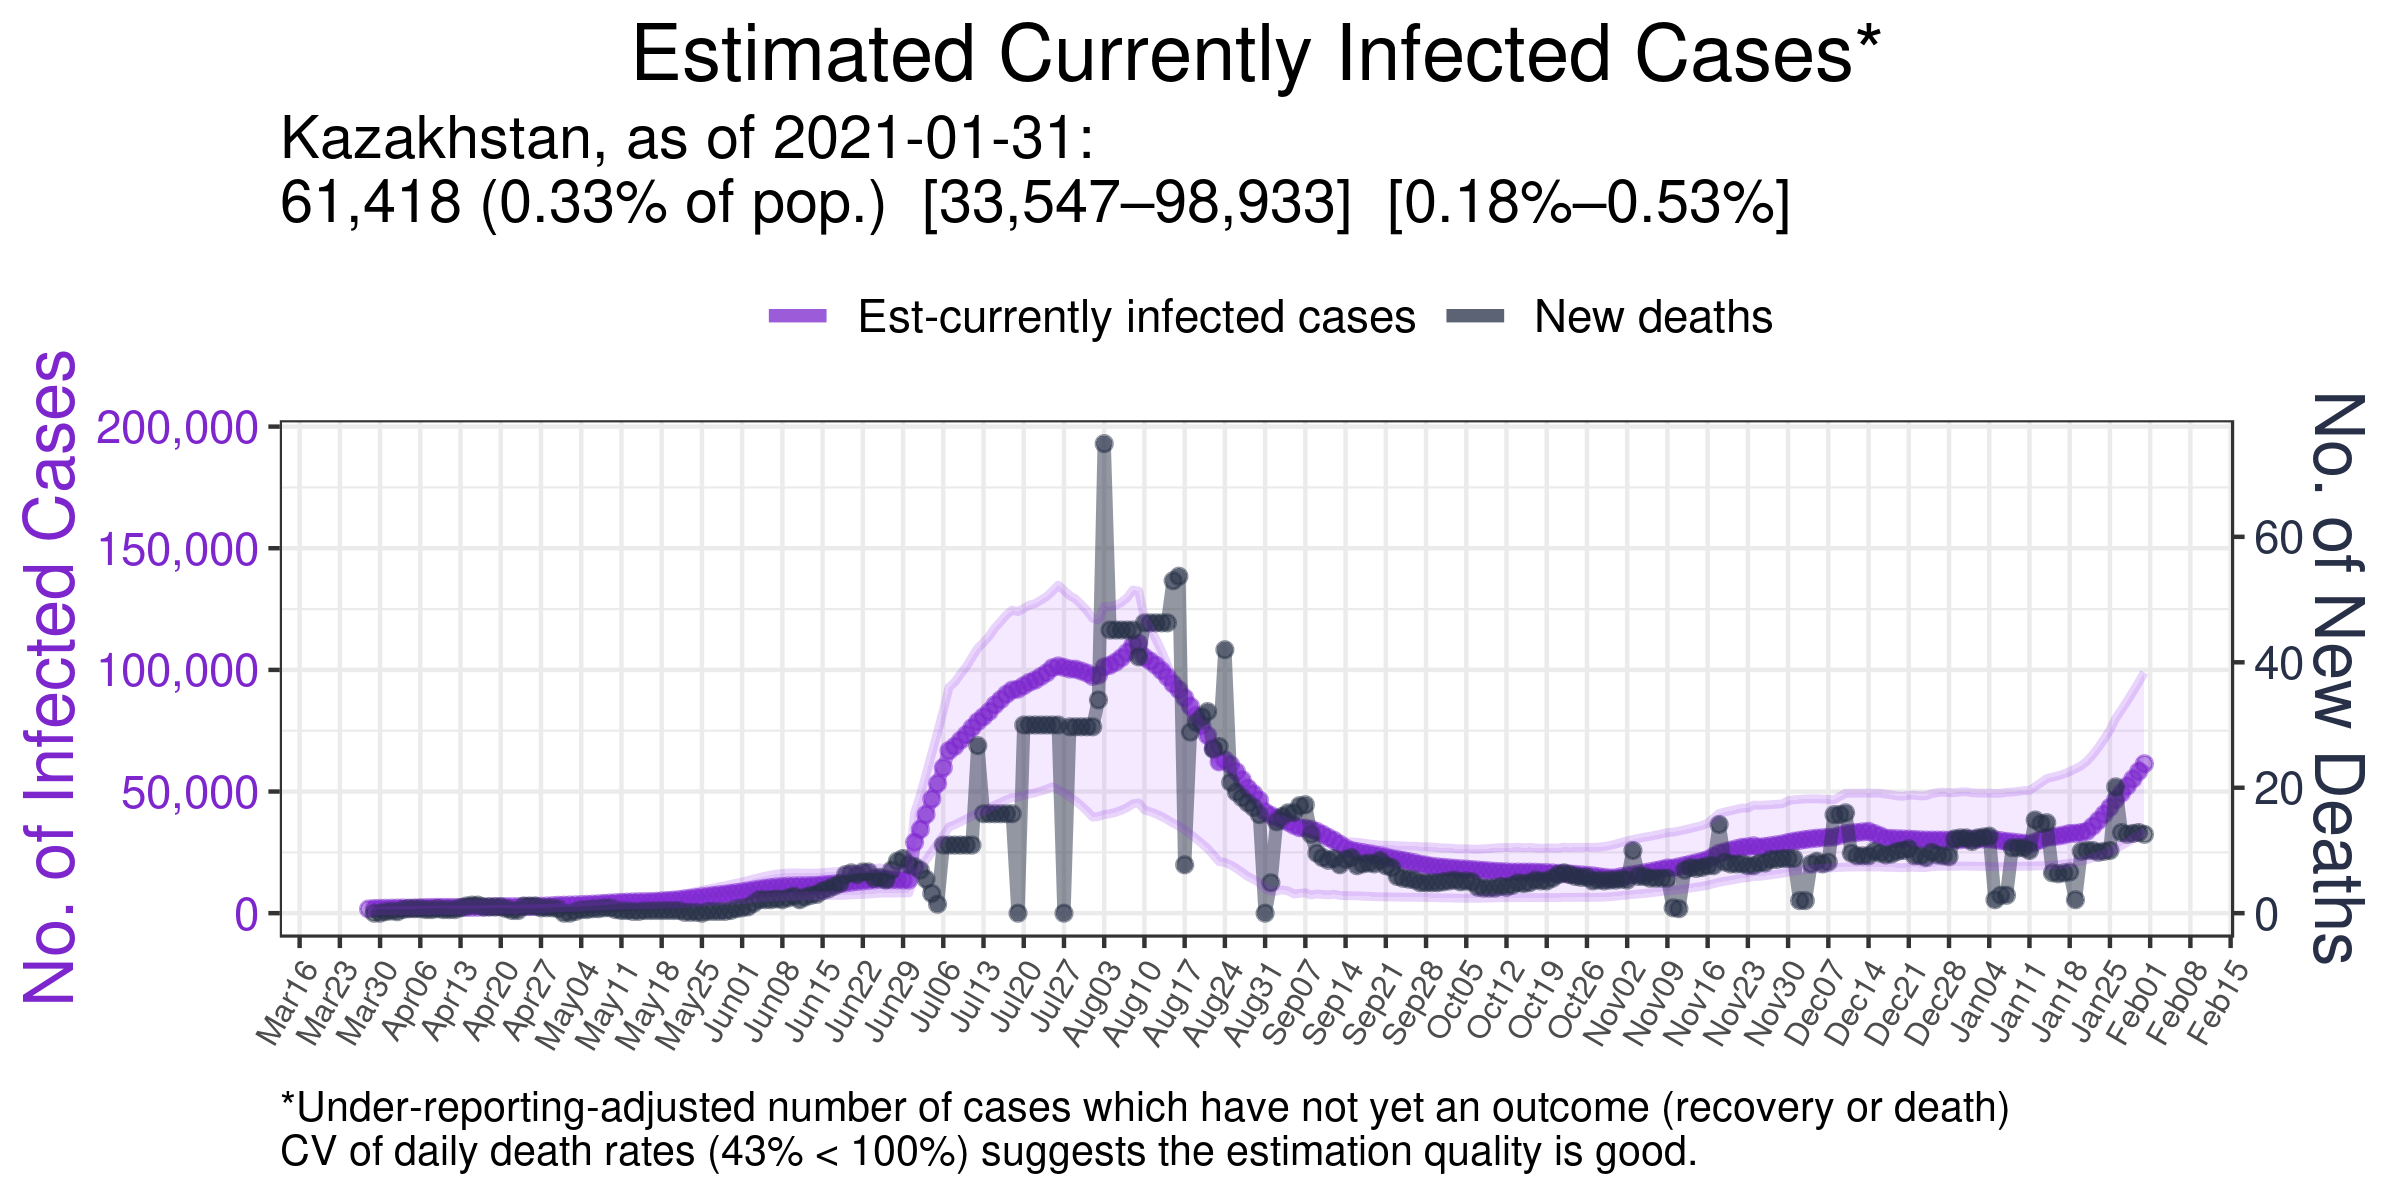 Estimated Currently Infected Cases*
Kazakhstan, as of 2021-01-31:
61,418 (0.33% of pop.)  [33,547–98,933]  [0.18%–0.53%]
Est-currently infected cases
New deaths
No. of Infected Cases
200,000
150,000
100,000
50,000
0
60
40
20
0
No. of New Deaths
Mar16
Mar23
Mar30
Apr06
Apr13
Apr20
Apr27
May04
May11
May18
May25
Jun01
Jun08
Jun15
Jun22
Jun29
Jul06
Jul13
Jul20
Jul27
Aug03
Aug10
Aug17
Aug24
Aug31
Sep07
Sep14
Sep21
Sep28
Oct05
Oct12
Oct19
Oct26
Nov02
Nov09
Nov16
Nov23
Nov30
Dec07
Dec14
Dec21
Dec28
Jan04
Jan11
Jan18
Jan25
Feb01
Feb08
Feb15
*Under-reporting-adjusted number of cases which have not yet an outcome (recovery or death)
CV of daily death rates (43% < 100%) suggests the estimation quality is good.